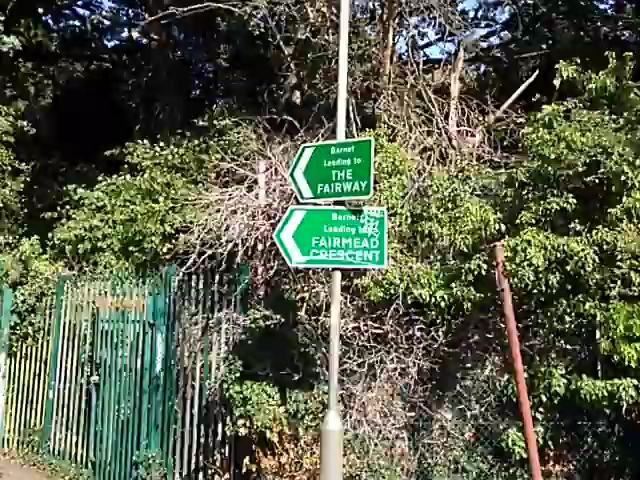 Barnet
Leading to
THE
FAIRWAY
Barnet
Leading to
FAIRMEAD
CRESCENT